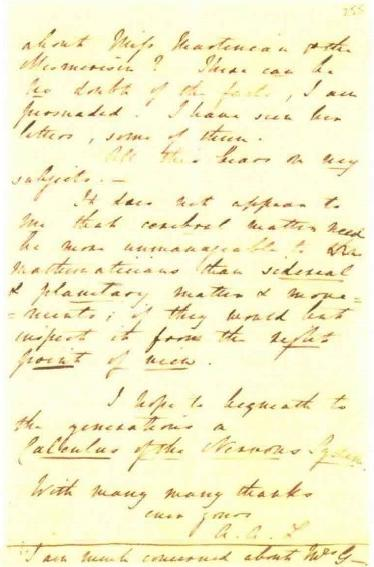 255
about Miss Martineau & the
Mesmerism? There can be
no doubt of the facts, I am
persuaded. I have seen her
letters, some of them.
All this bears on my
subjects. —
It does not appear to
me that cerebral matter need
be more unmanageable to the
Mathematicians than sidereal
& planetary matter & move=
=ments; if they would but
inspect it from the right
point of view.
I hope to bequeath to
the generations a
Calculus of the Nervous System.
With many many thanks
ever yours
A. A. L
I am much concerned about Mrs G—